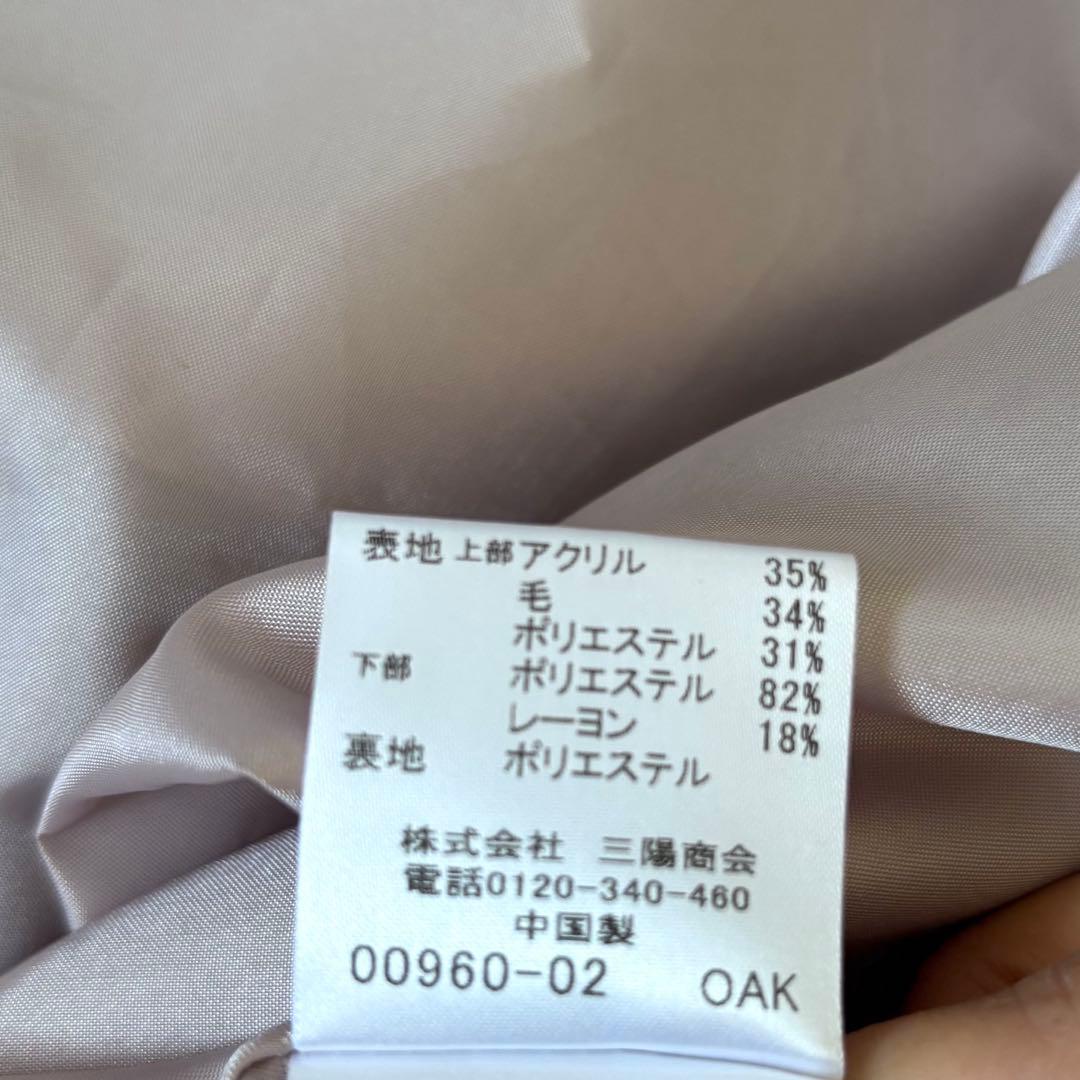 表地 上部アクリル 35%
毛 34%
ポリエステル 31%
下部 ポリエステル 82%
レーヨン 18%
裏地 ポリエステル
株式会社 三陽商会
電話0120-340-460
中国製
00960-02 OAK